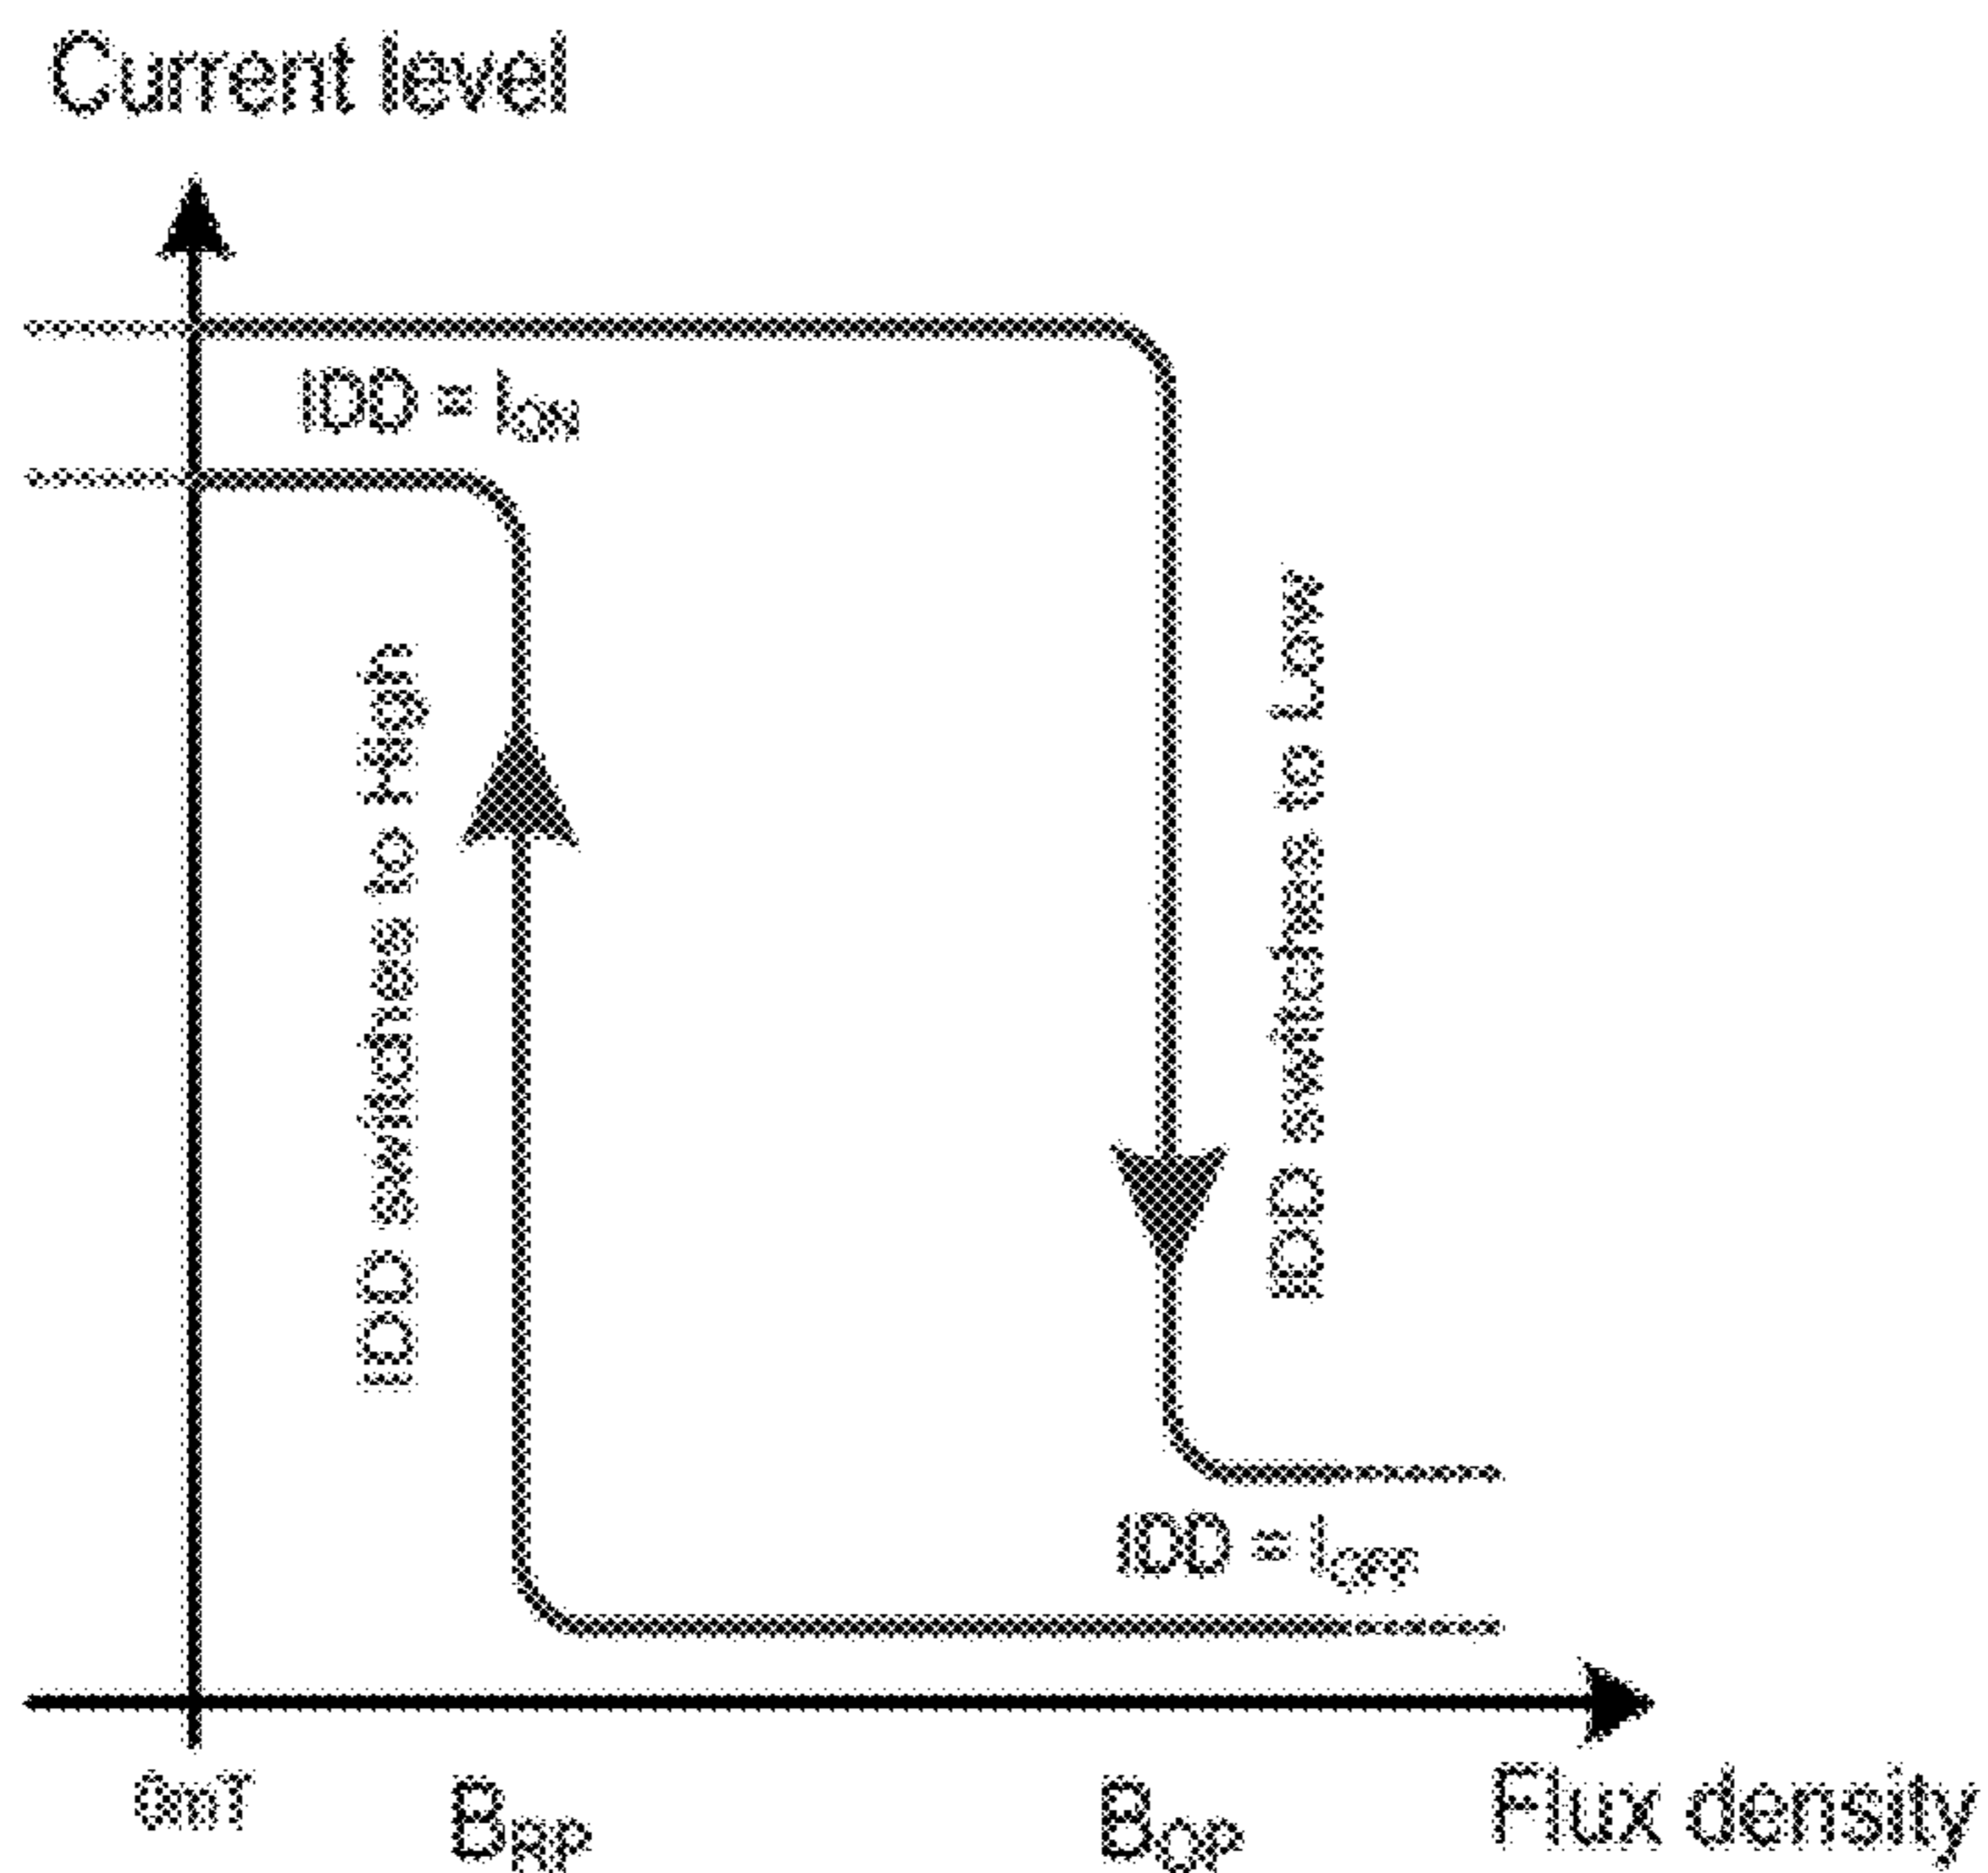 Current level
IDD = ION
IDD switches to High
IDD switches to Low
IDD = IOFF
0mT
BRP
BOP
Flux density